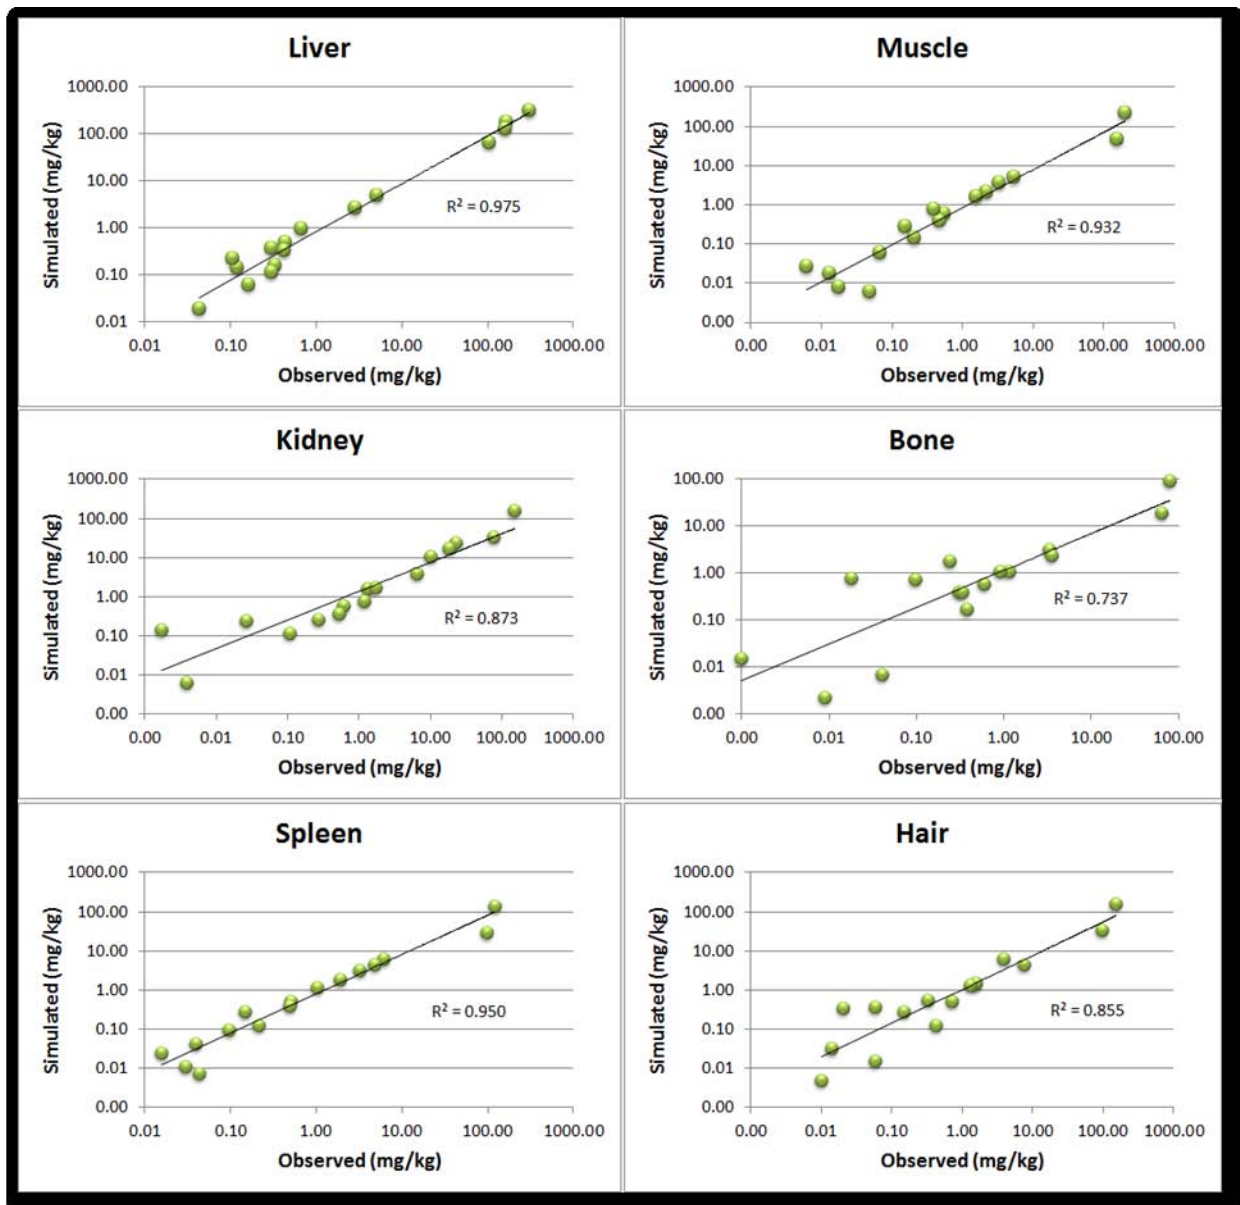 Liver
Simulated (mg/kg)
1000.00
100.00
10.00
1.00
0.10
0.01
R² = 0.975
0.01 0.10 1.00 10.00 100.00 1000.00
Observed (mg/kg)
Muscle
Simulated (mg/kg)
1000.00
100.00
10.00
1.00
0.10
0.01
0.00
R² = 0.932
0.00 0.01 0.10 1.00 10.00 100.00 1000.00
Observed (mg/kg)
Kidney
Simulated (mg/kg)
1000.00
100.00
10.00
1.00
0.10
0.01
0.00
R² = 0.873
0.00 0.01 0.10 1.00 10.00 100.00 1000.00
Observed (mg/kg)
Bone
Simulated (mg/kg)
100.00
10.00
1.00
0.10
0.01
0.00
R² = 0.737
0.00 0.01 0.10 1.00 10.00 100.00
Observed (mg/kg)
Spleen
Simulated (mg/kg)
1000.00
100.00
10.00
1.00
0.10
0.01
0.00
R² = 0.950
0.01 0.10 1.00 10.00 100.00 1000.00
Observed (mg/kg)
Hair
Simulated (mg/kg)
1000.00
100.00
10.00
1.00
0.10
0.01
0.00
R² = 0.855
0.00 0.01 0.10 1.00 10.00 100.00 1000.00
Observed (mg/kg)